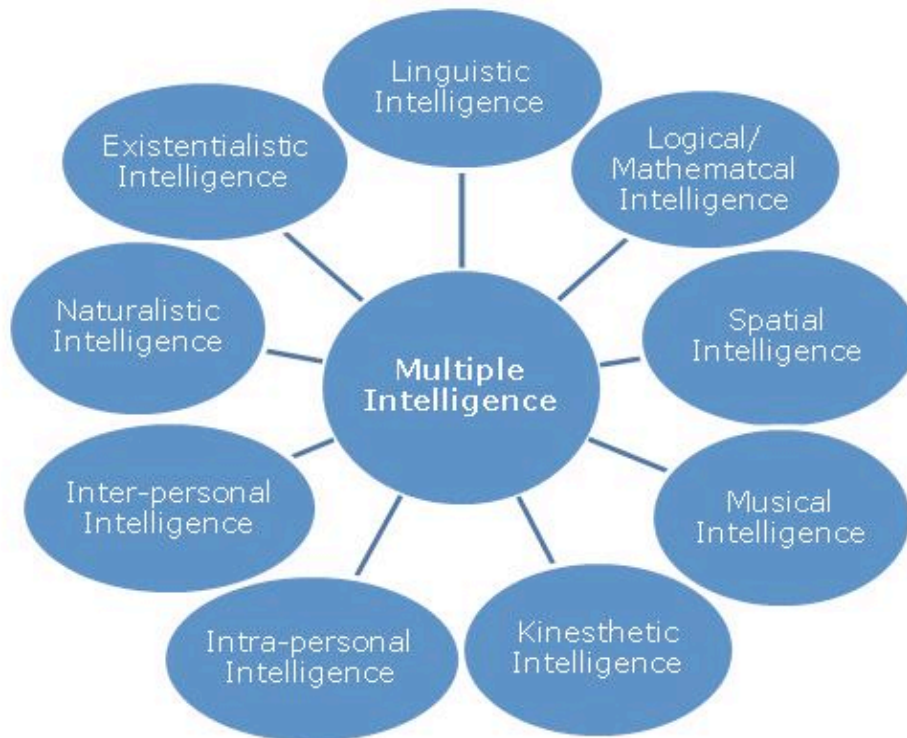 Linguistic
Intelligence
Logical/
Mathematcal
Intelligence
Spatial
Intelligence
Musical
Intelligence
Kinesthetic
Intelligence
Intra-personal
Intelligence
Inter-personal
Intelligence
Naturalistic
Intelligence
Existentialistic
Intelligence
Multiple
Intelligence